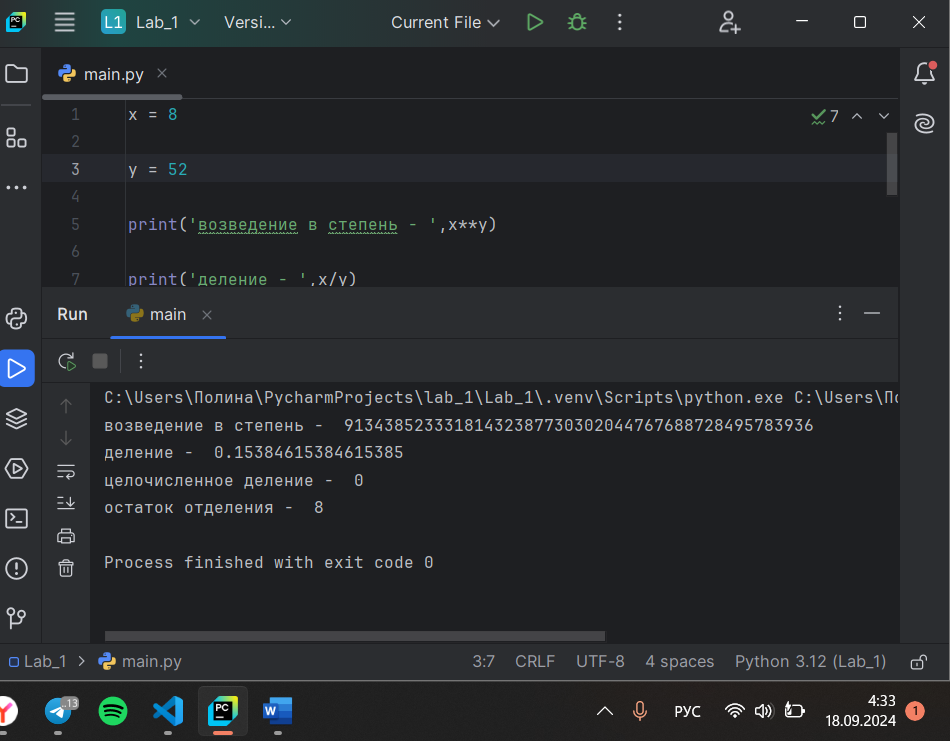 L1 Lab_1 Versi... Current File
main.py
7
1 x = 8
2
3 y = 52
4
5 print('возведение в степень - ',x**y)
6
7 print('деление - ',x/y)
Run main
C:\Users\Полина\PycharmProjects\lab_1\Lab_1\.venv\Scripts\python.exe C:\Users\По
возведение в степень -  91343852333181432387730302044767688728495783936
деление -  0.15384615384615385
целочисленное деление -  0
остаток отделения -  8
Process finished with exit code 0
Lab_1 > main.py 3:7 CRLF UTF-8 4 spaces Python 3.12 (Lab_1)
..13 PC W РУС 4:33
18.09.2024 1